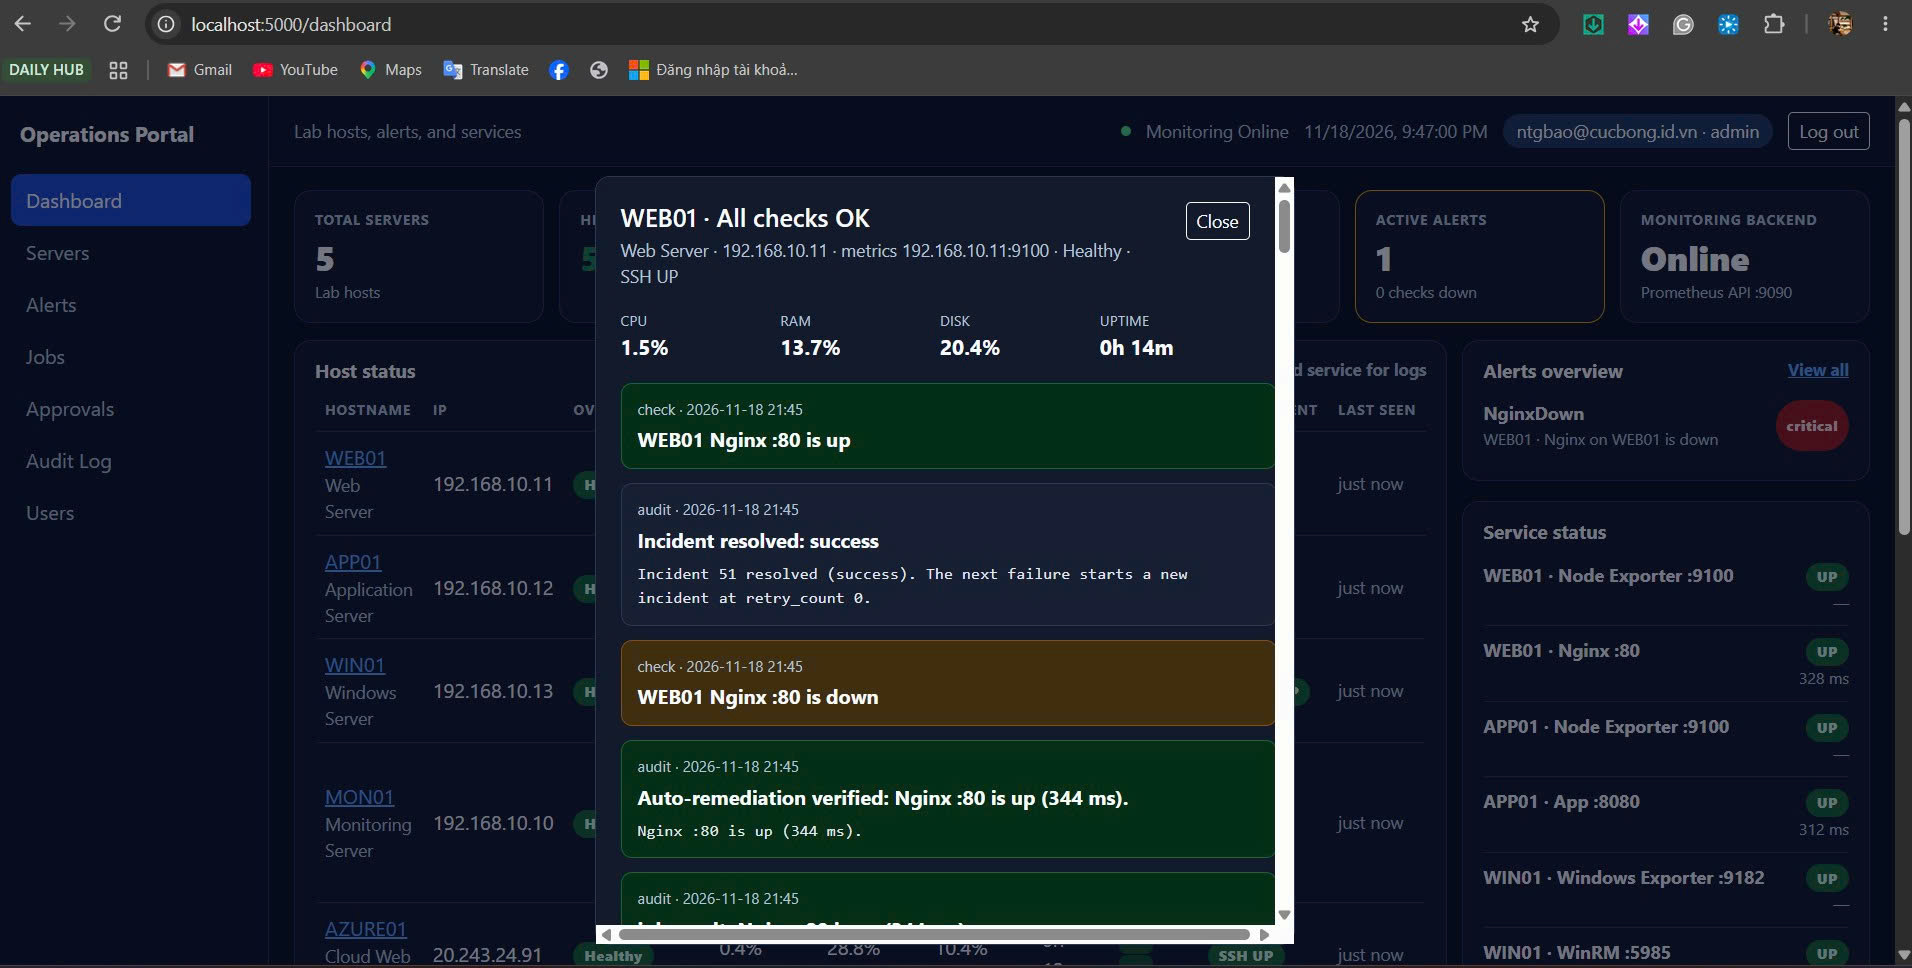 localhost:5000/dashboard
DAILY HUB
Gmail
YouTube
Maps
Translate
Đăng nhập tài khoả...
Operations Portal
Dashboard
Servers
Alerts
Jobs
Approvals
Audit Log
Users
Lab hosts, alerts, and services
Monitoring Online
11/18/2026, 9:47:00 PM
ntgbao@cucbong.id.vn · admin
Log out
TOTAL SERVERS
5
Lab hosts
ACTIVE ALERTS
1
0 checks down
MONITORING BACKEND
Online
Prometheus API :9090
Host status
service for logs
HOSTNAME IP
LAST SEEN
WEB01
Web
Server
192.168.10.11
just now
APP01
Application
Server
192.168.10.12
just now
WIN01
Windows
Server
192.168.10.13
just now
MON01
Monitoring
Server
192.168.10.10
just now
AZURE01
Cloud Web
20.243.24.91
Healthy
0.4%
28.8%
10.4%
SSH UP
just now
WEB01 · All checks OK
Close
Web Server · 192.168.10.11 · metrics 192.168.10.11:9100 · Healthy ·
SSH UP
CPU RAM DISK UPTIME
1.5% 13.7% 20.4% 0h 14m
check · 2026-11-18 21:45
WEB01 Nginx :80 is up
audit · 2026-11-18 21:45
Incident resolved: success
Incident 51 resolved (success). The next failure starts a new
incident at retry_count 0.
check · 2026-11-18 21:45
WEB01 Nginx :80 is down
audit · 2026-11-18 21:45
Auto-remediation verified: Nginx :80 is up (344 ms).
Nginx :80 is up (344 ms).
audit · 2026-11-18 21:45
Alerts overview
View all
NginxDown
WEB01 · Nginx on WEB01 is down
critical
Service status
WEB01 · Node Exporter :9100
UP
—
WEB01 · Nginx :80
UP
328 ms
APP01 · Node Exporter :9100
UP
—
APP01 · App :8080
UP
312 ms
WIN01 · Windows Exporter :9182
UP
—
WIN01 · WinRM :5985
UP